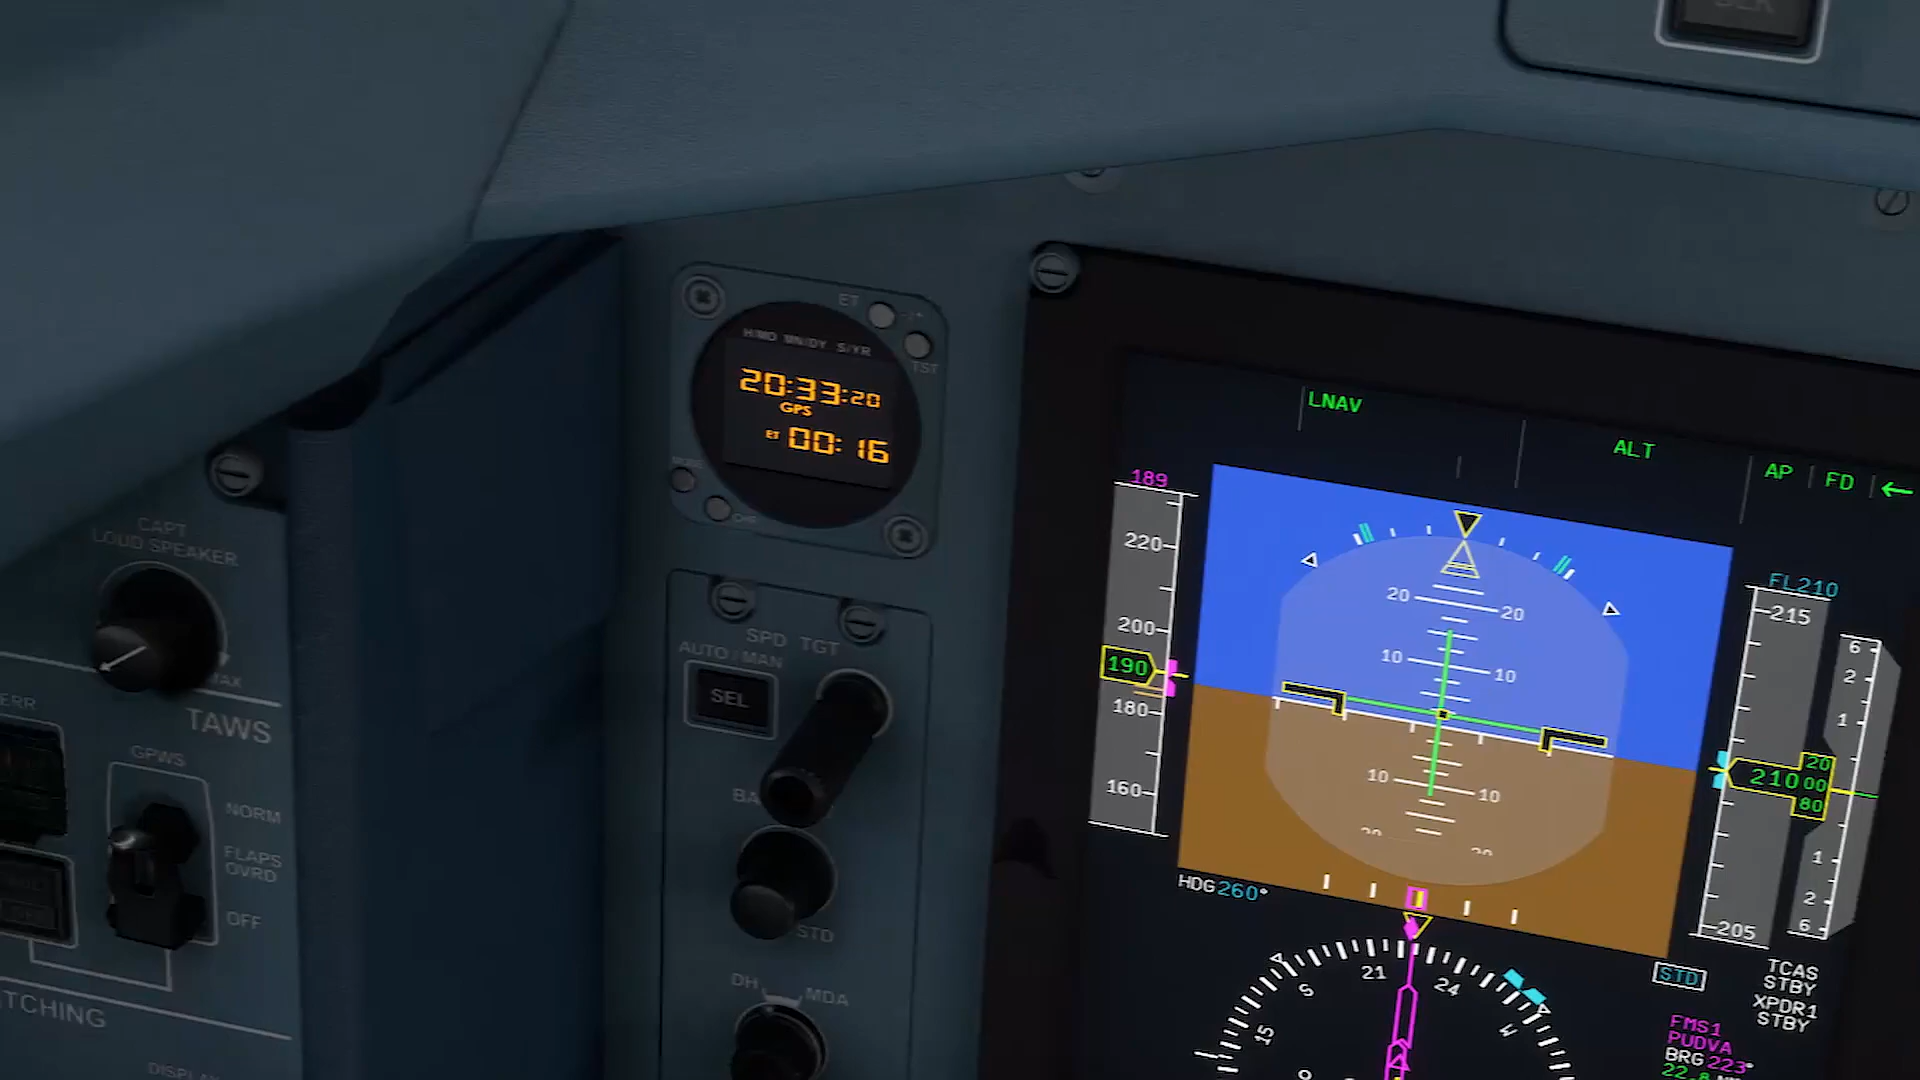 ET
TST
H/MO MN/DY S/YR
20:33:20
GPS
ET 00:16
CAPT
LOUD SPEAKER
TAWS
GPWS
NORM
FLAPS
OVRD
OFF
SPD TGT
AUTO / MAN
SEL
STD
DH
MDA
LNAV
ALT
AP
FD
189
220
200
190
180
160
20 20
10 10
10 10
FL210
215
210
20
00
80
205
6
2
1
1
2
6
HDG 260°
STD
TCAS
STBY
XPDR1
STBY
15
S
21
24
W
FMS1
PUDVA
BRG 223°